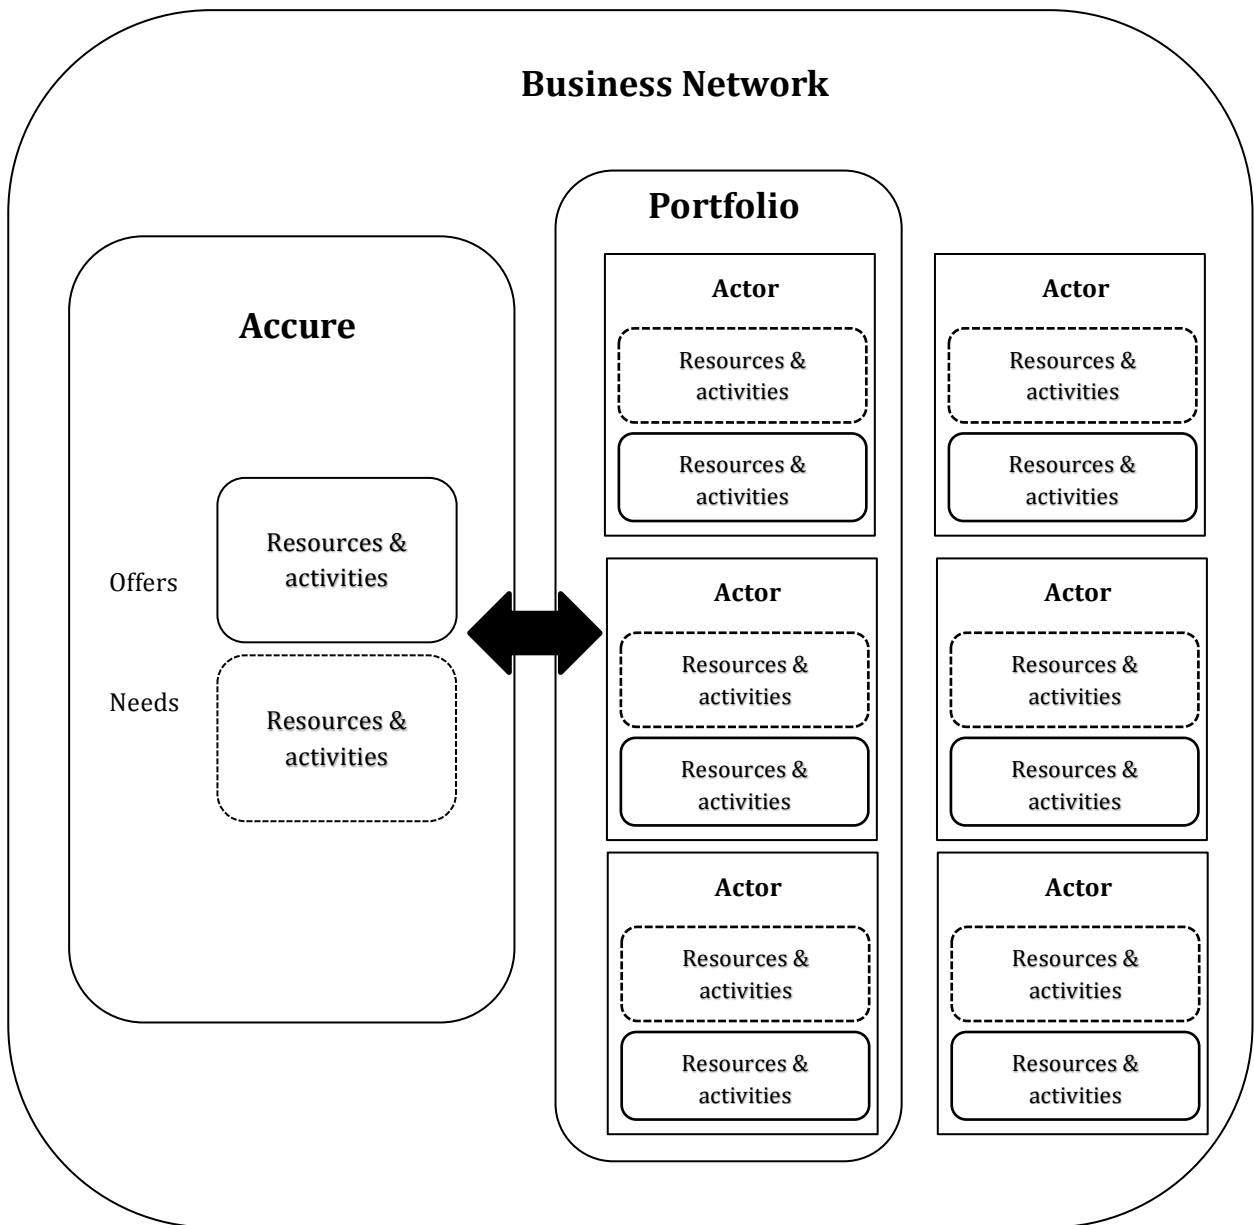 Business Network
Accure
Offers
Resources &
activities
Needs
Resources &
activities
Portfolio
Actor
Resources &
activities
Resources &
activities
Actor
Resources &
activities
Resources &
activities
Actor
Resources &
activities
Resources &
activities
Actor
Resources &
activities
Resources &
activities
Actor
Resources &
activities
Resources &
activities
Actor
Resources &
activities
Resources &
activities